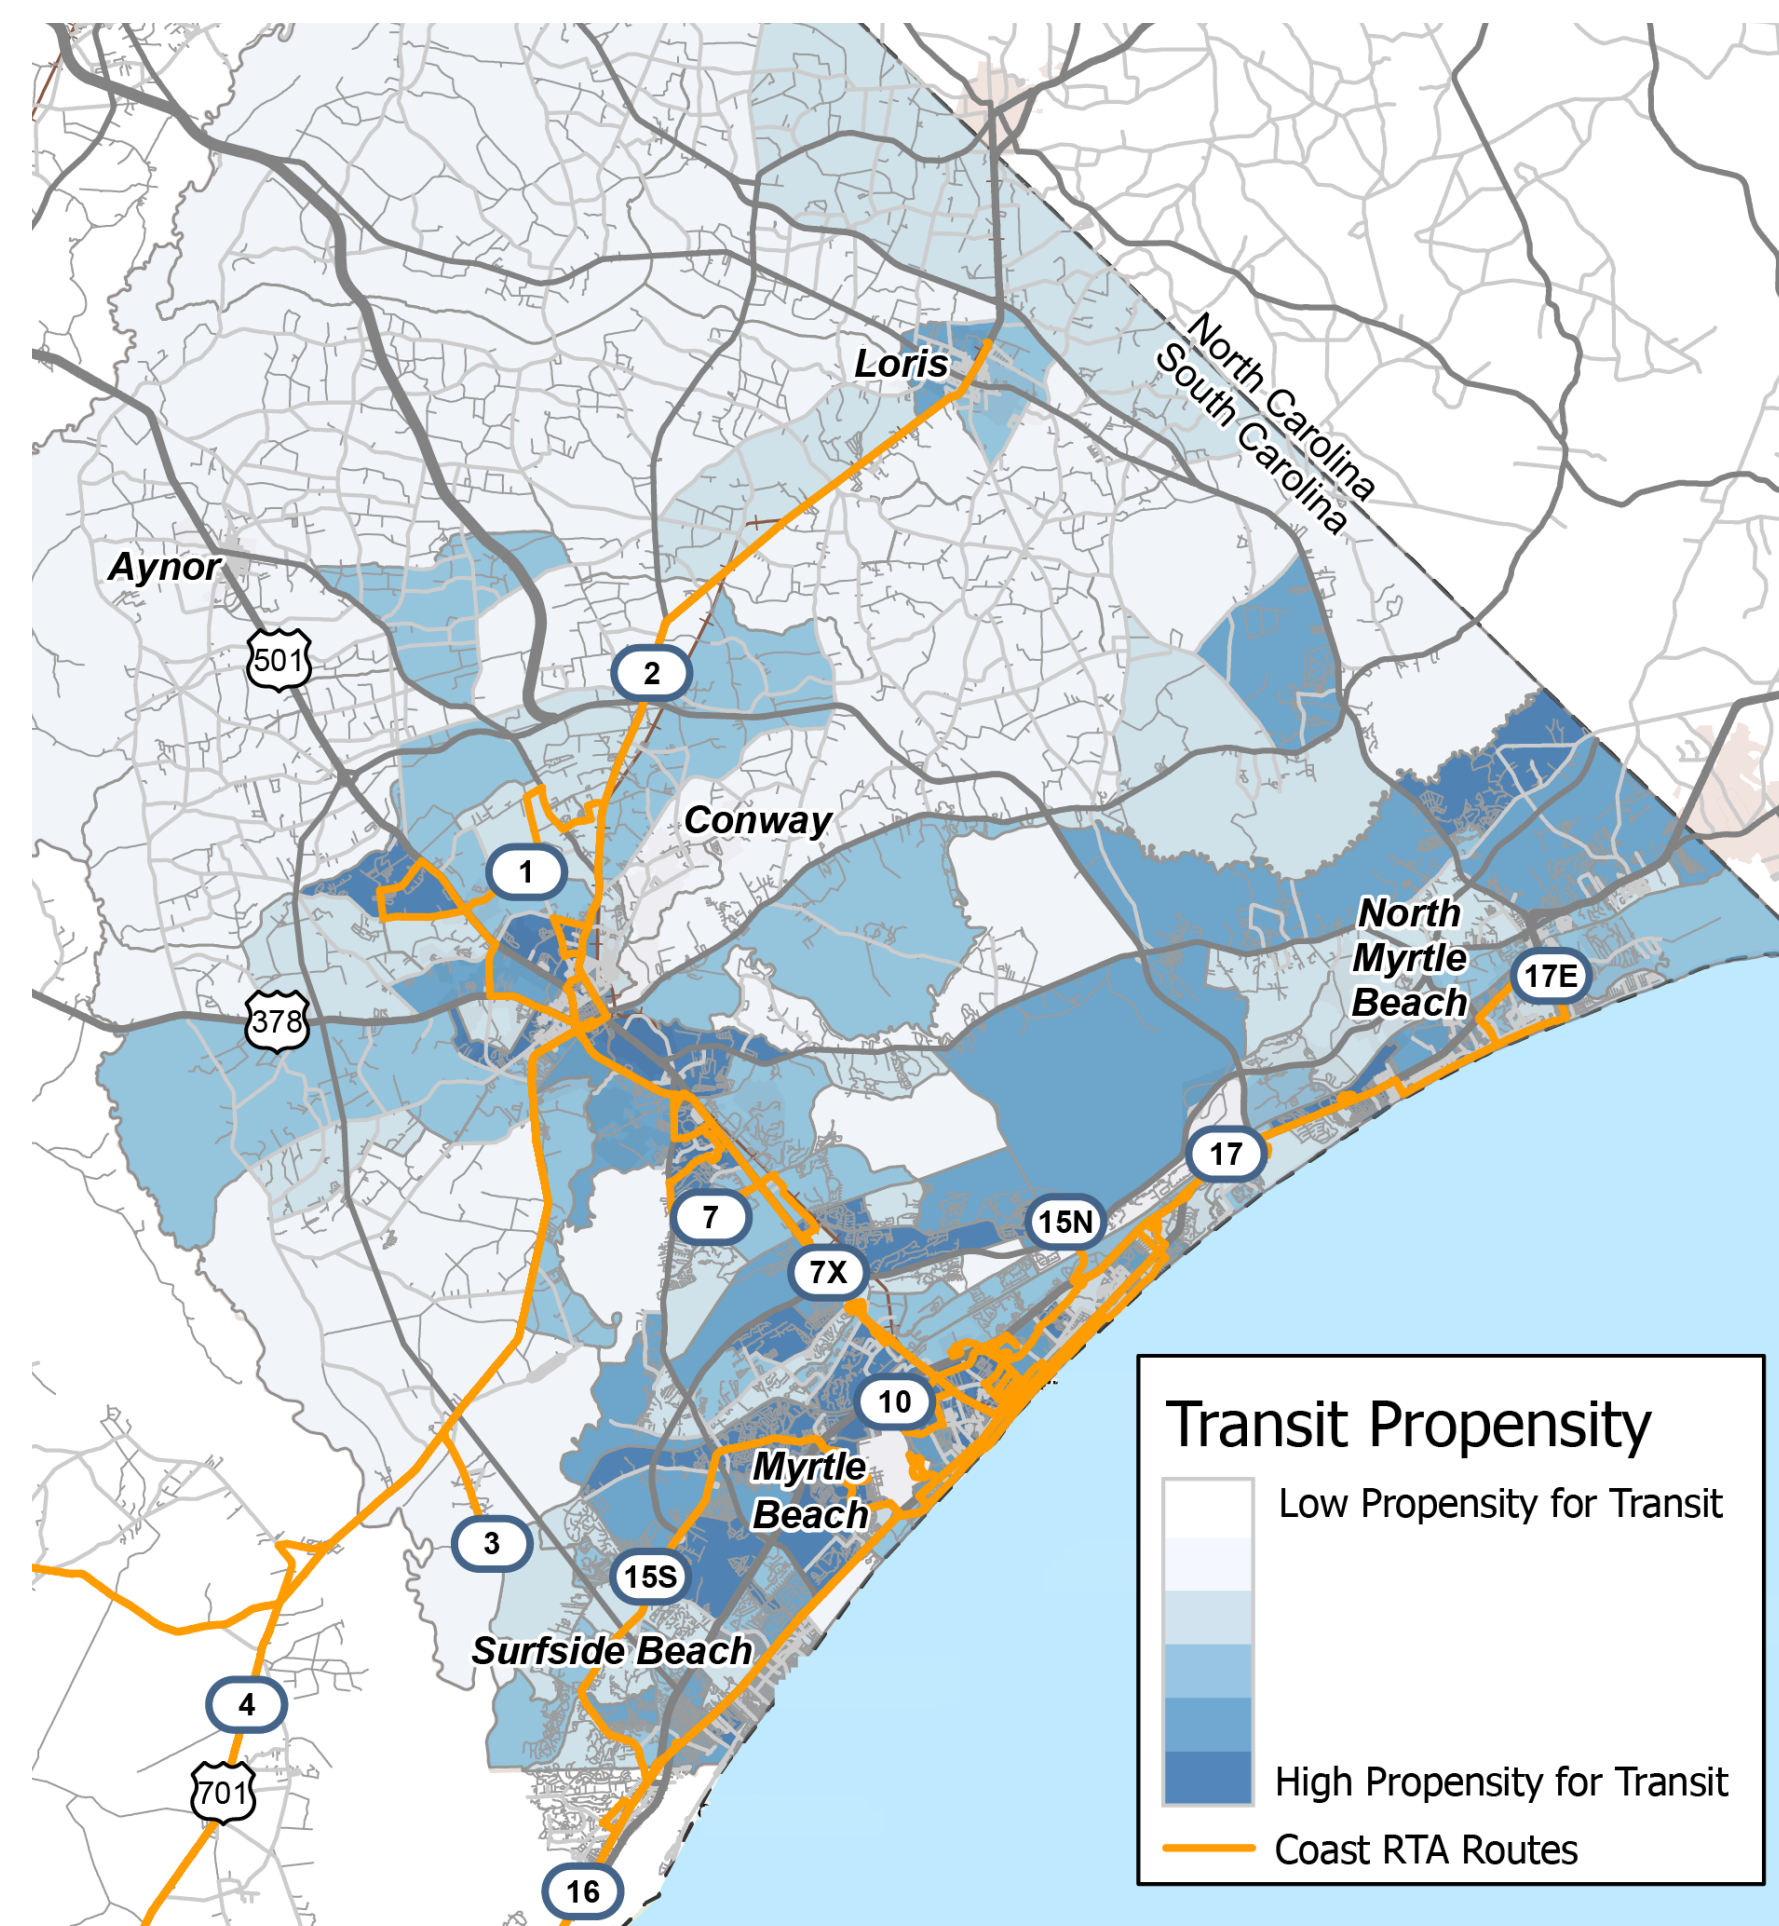 North Carolina
South Carolina
Loris
Aynor
501
2
Conway
1
North
Myrtle
Beach
17E
378
17
7
15N
7X
10
Myrtle
Beach
3
15S
Surfside Beach
4
701
16
Transit Propensity
Low Propensity for Transit
High Propensity for Transit
Coast RTA Routes